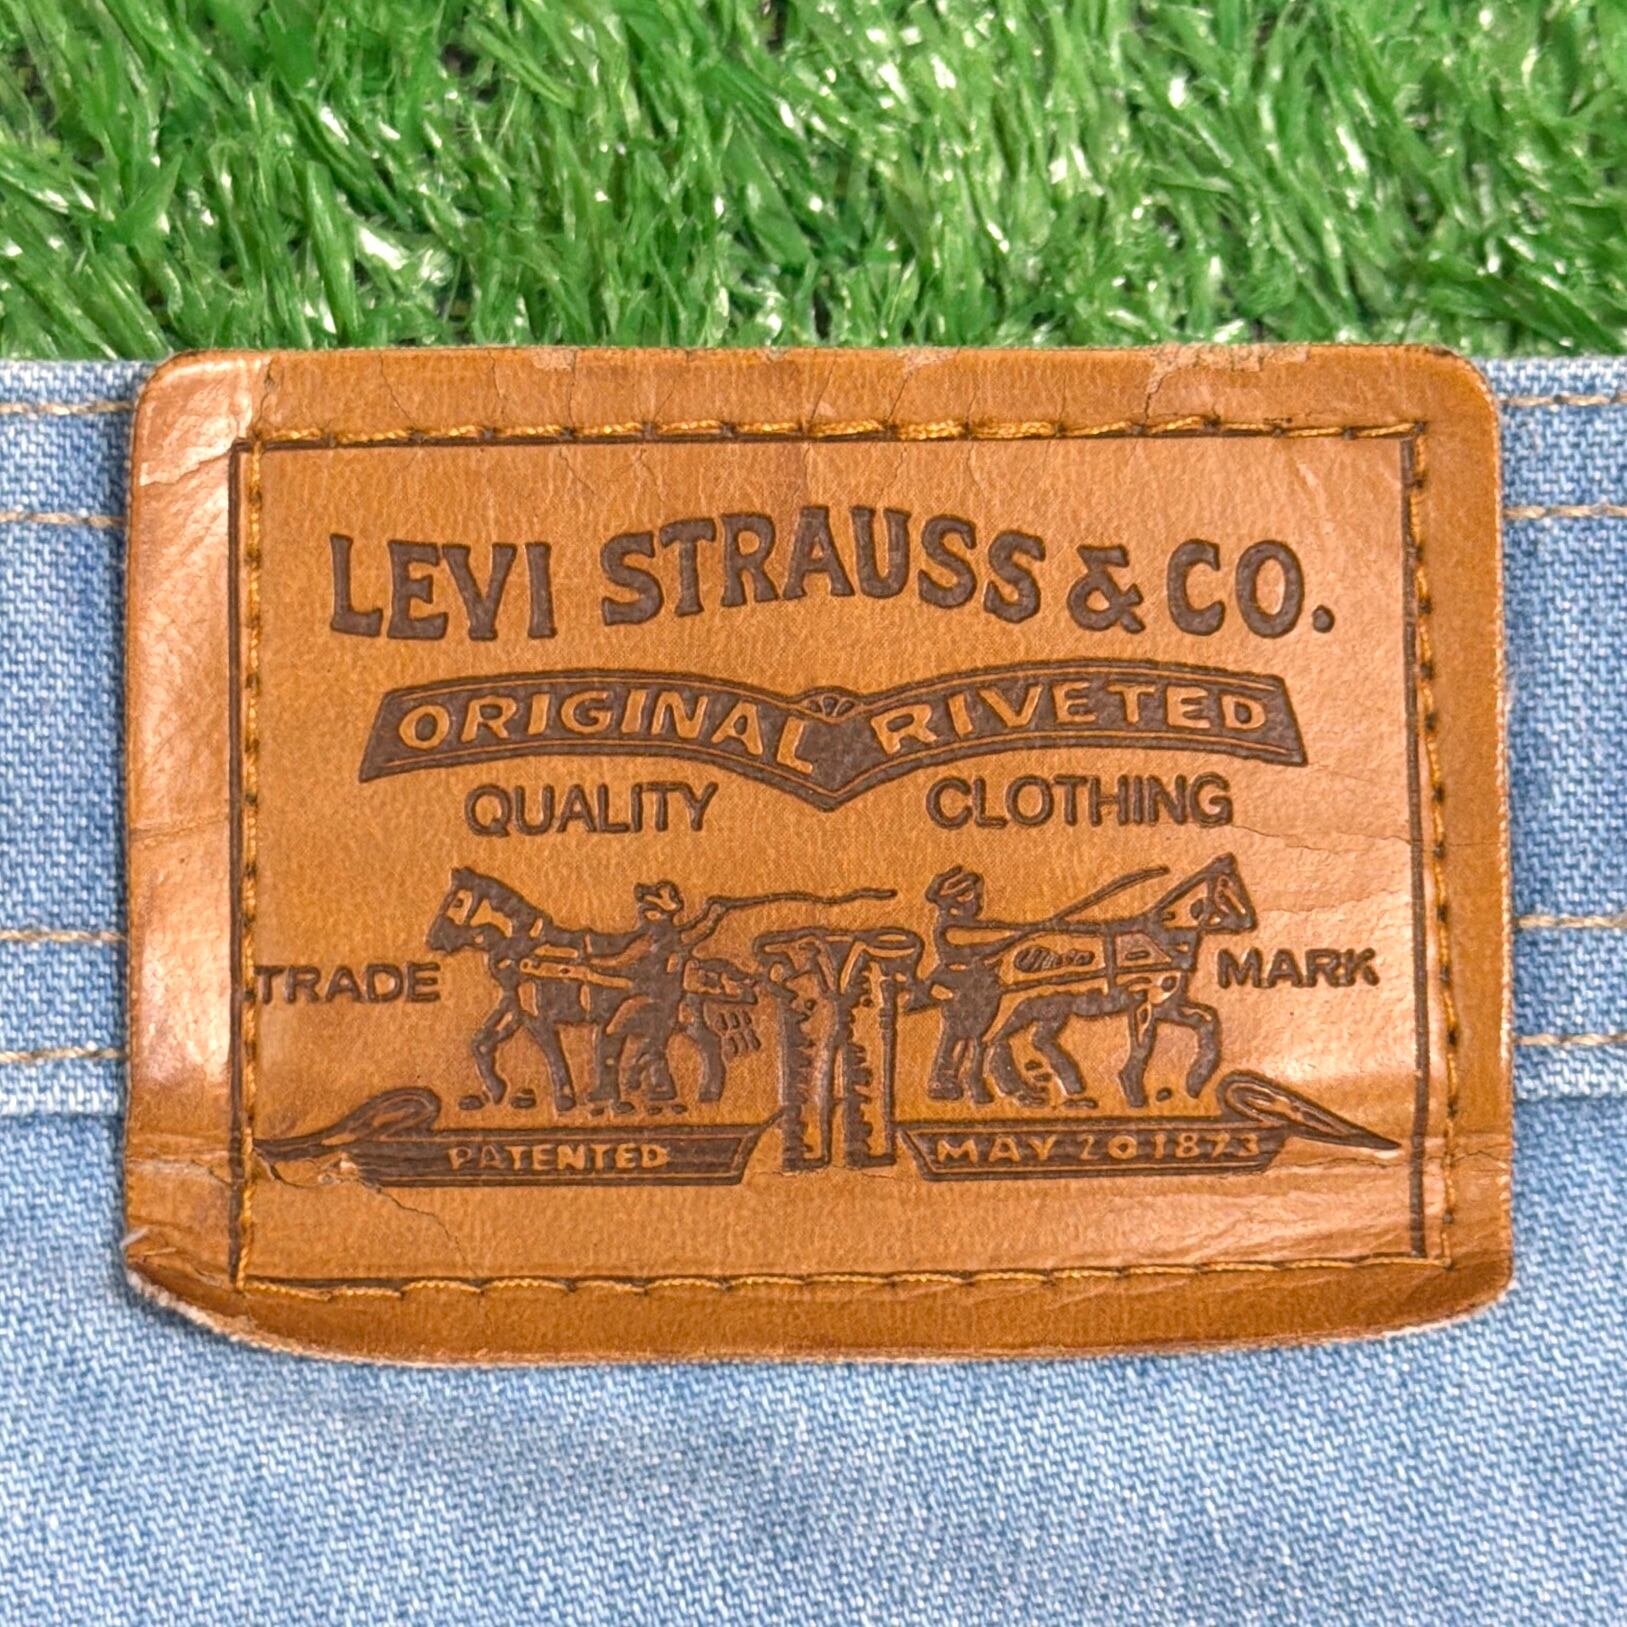 LEVI STRAUSS & CO.
ORIGINAL RIVETED
QUALITY CLOTHING
TRADE MARK
PATENTED MAY 20 1873